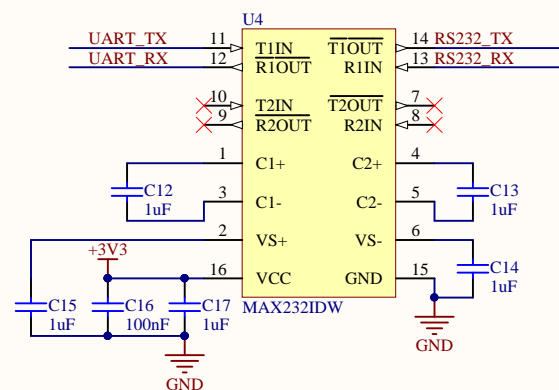 U4
UART_TX 11 T1IN T1OUT 14 RS232_TX
UART_RX 12 R1OUT R1IN 13 RS232_RX
10 T2IN T2OUT 7
9 R2OUT R2IN 8
1 C1+ C2+ 4
C12 C13
1uF 1uF
3 C1- C2- 5
2 VS+ VS- 6
+3V3
16 VCC GND 15
C14
1uF
C15 C16 C17 MAX232IDW
1uF 100nF 1uF
GND
GND